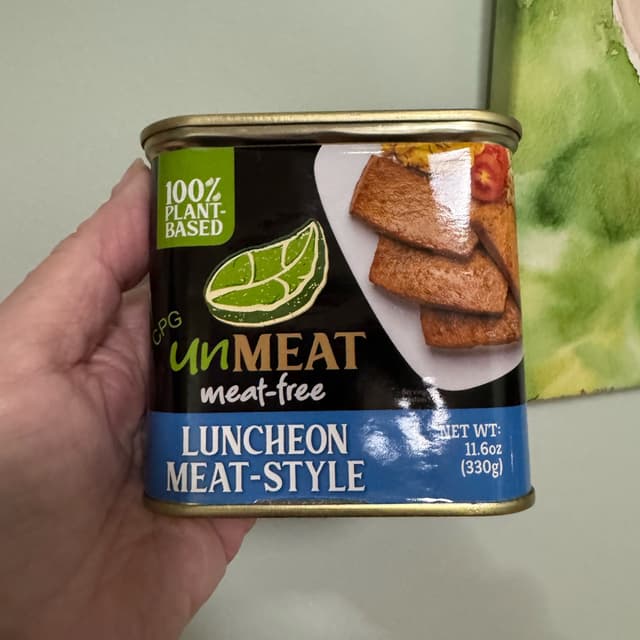 100%
PLANT-
BASED
CPG
unMEAT
meat-free
LUNCHEON
MEAT-STYLE
NET WT:
11.6oz
(330g)